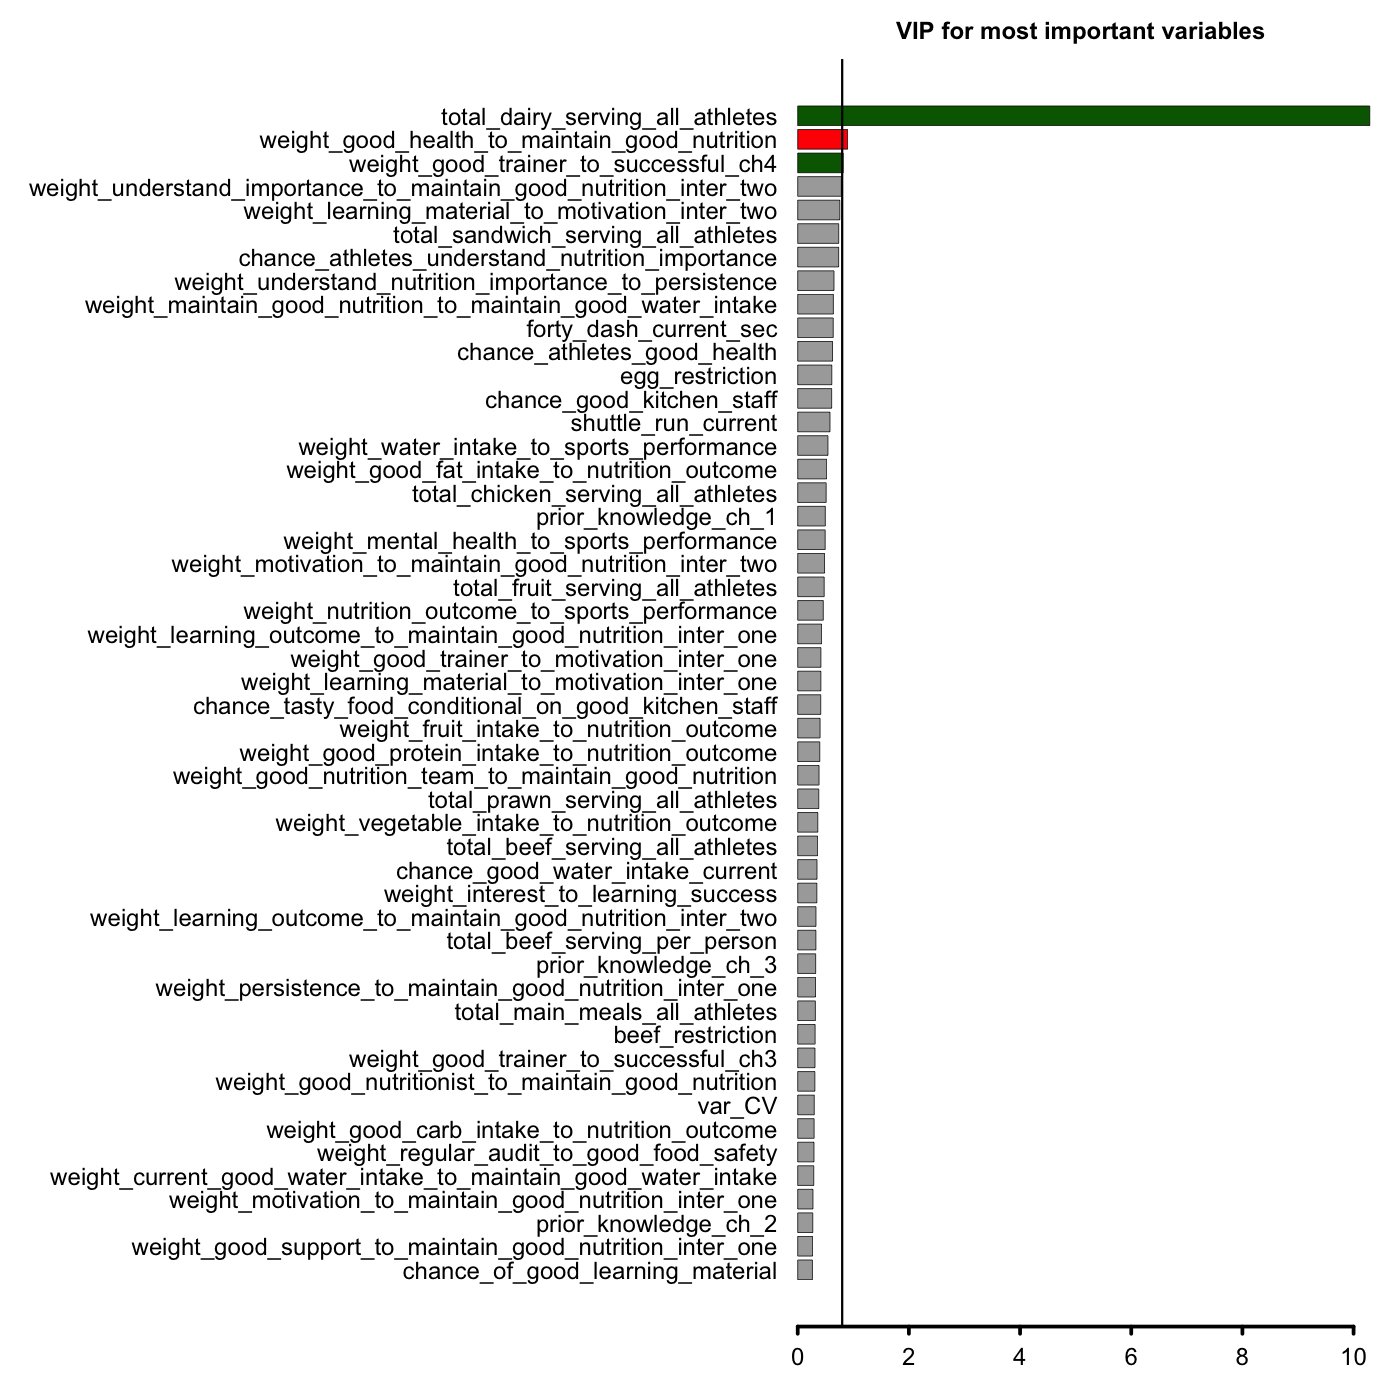 VIP for most important variables
total_dairy_serving_all_athletes
weight_good_health_to_maintain_good_nutrition
weight_good_trainer_to_successful_ch4
weight_understand_importance_to_maintain_good_nutrition_inter_two
weight_learning_material_to_motivation_inter_two
total_sandwich_serving_all_athletes
chance_athletes_understand_nutrition_importance
weight_understand_nutrition_importance_to_persistence
weight_maintain_good_nutrition_to_maintain_good_water_intake
forty_dash_current_sec
chance_athletes_good_health
egg_restriction
chance_good_kitchen_staff
shuttle_run_current
weight_water_intake_to_sports_performance
weight_good_fat_intake_to_nutrition_outcome
total_chicken_serving_all_athletes
prior_knowledge_ch_1
weight_mental_health_to_sports_performance
weight_motivation_to_maintain_good_nutrition_inter_two
total_fruit_serving_all_athletes
weight_nutrition_outcome_to_sports_performance
weight_learning_outcome_to_maintain_good_nutrition_inter_one
weight_good_trainer_to_motivation_inter_one
weight_learning_material_to_motivation_inter_one
chance_tasty_food_conditional_on_good_kitchen_staff
weight_fruit_intake_to_nutrition_outcome
weight_good_protein_intake_to_nutrition_outcome
weight_good_nutrition_team_to_maintain_good_nutrition
total_prawn_serving_all_athletes
weight_vegetable_intake_to_nutrition_outcome
total_beef_serving_all_athletes
chance_good_water_intake_current
weight_interest_to_learning_success
weight_learning_outcome_to_maintain_good_nutrition_inter_two
total_beef_serving_per_person
prior_knowledge_ch_3
weight_persistence_to_maintain_good_nutrition_inter_one
total_main_meals_all_athletes
beef_restriction
weight_good_trainer_to_successful_ch3
weight_good_nutritionist_to_maintain_good_nutrition
var_CV
weight_good_carb_intake_to_nutrition_outcome
weight_regular_audit_to_good_food_safety
weight_current_good_water_intake_to_maintain_good_water_intake
weight_motivation_to_maintain_good_nutrition_inter_one
prior_knowledge_ch_2
weight_good_support_to_maintain_good_nutrition_inter_one
chance_of_good_learning_material
0 2 4 6 8 10